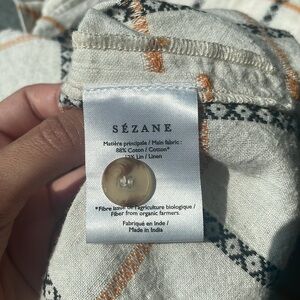 SÉZANE
Matière principale / Main fabric :
88% Coton / Cotton*
12% Lin / Linen
*Fibre issue de l'agriculture biologique /
Fiber from organic farmers.
Fabriqué en Inde /
Made in India